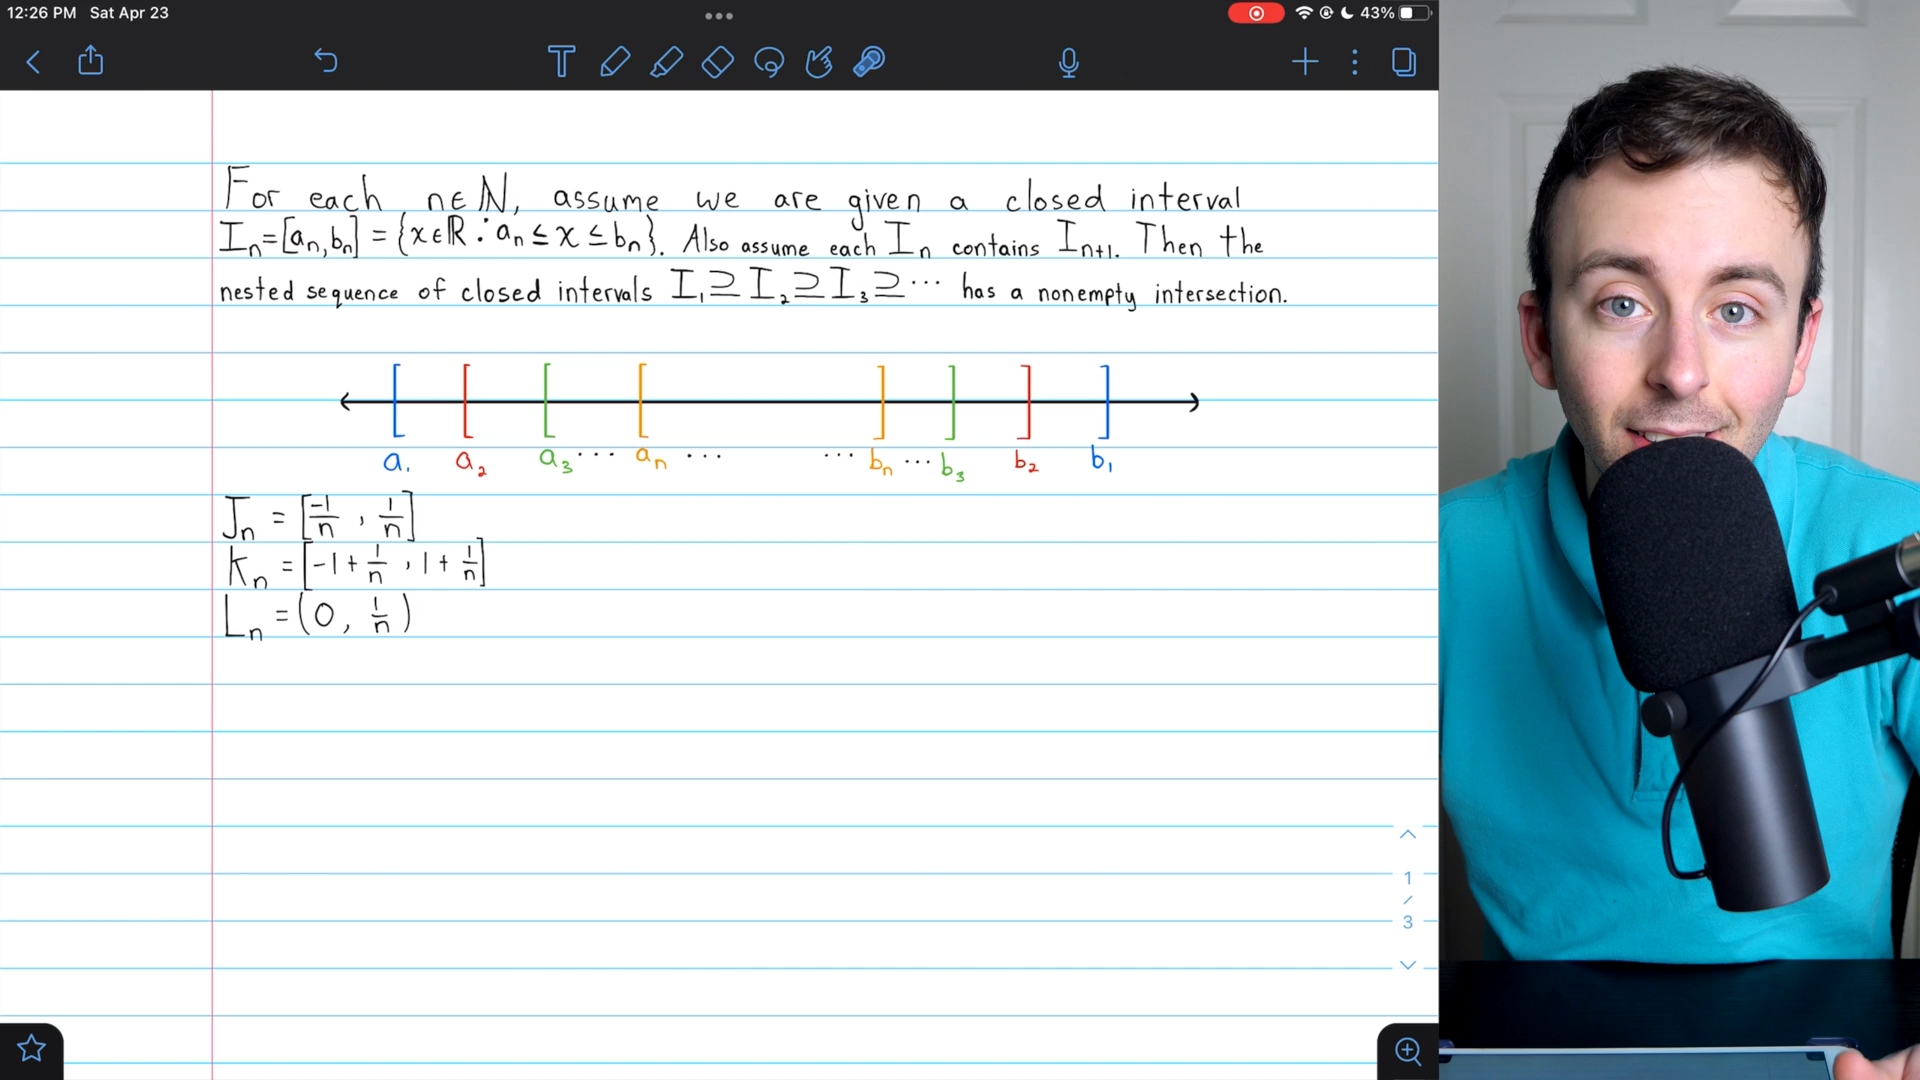 12:26 PM Sat Apr 23
43%
For each n∈ℕ, assume we are given a closed interval
Iₙ=[aₙ,bₙ] = {x∈ℝ : aₙ ≤ x ≤ bₙ}. Also assume each Iₙ contains Iₙ₊₁. Then the
nested sequence of closed intervals I₁⊇I₂⊇I₃⊇⋯ has a nonempty intersection.
a₁ a₂ a₃ ⋯ aₙ ⋯ ⋯ bₙ ⋯ b₃ b₂ b₁
Jₙ = [-1/n , 1/n]
Kₙ = [-1+1/n , 1+1/n]
Lₙ = (0, 1/n)
1
/
3